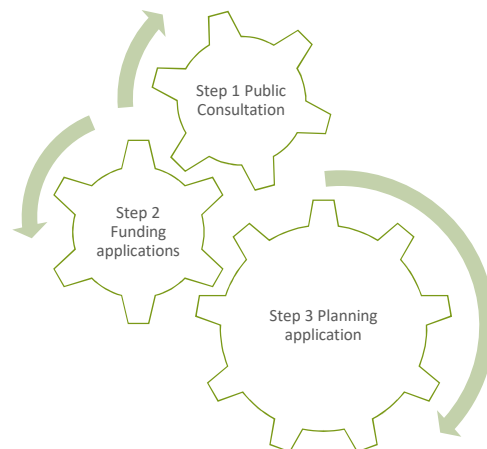 Step 1 Public
Consultation
Step 2
Funding
applications
Step 3 Planning
application